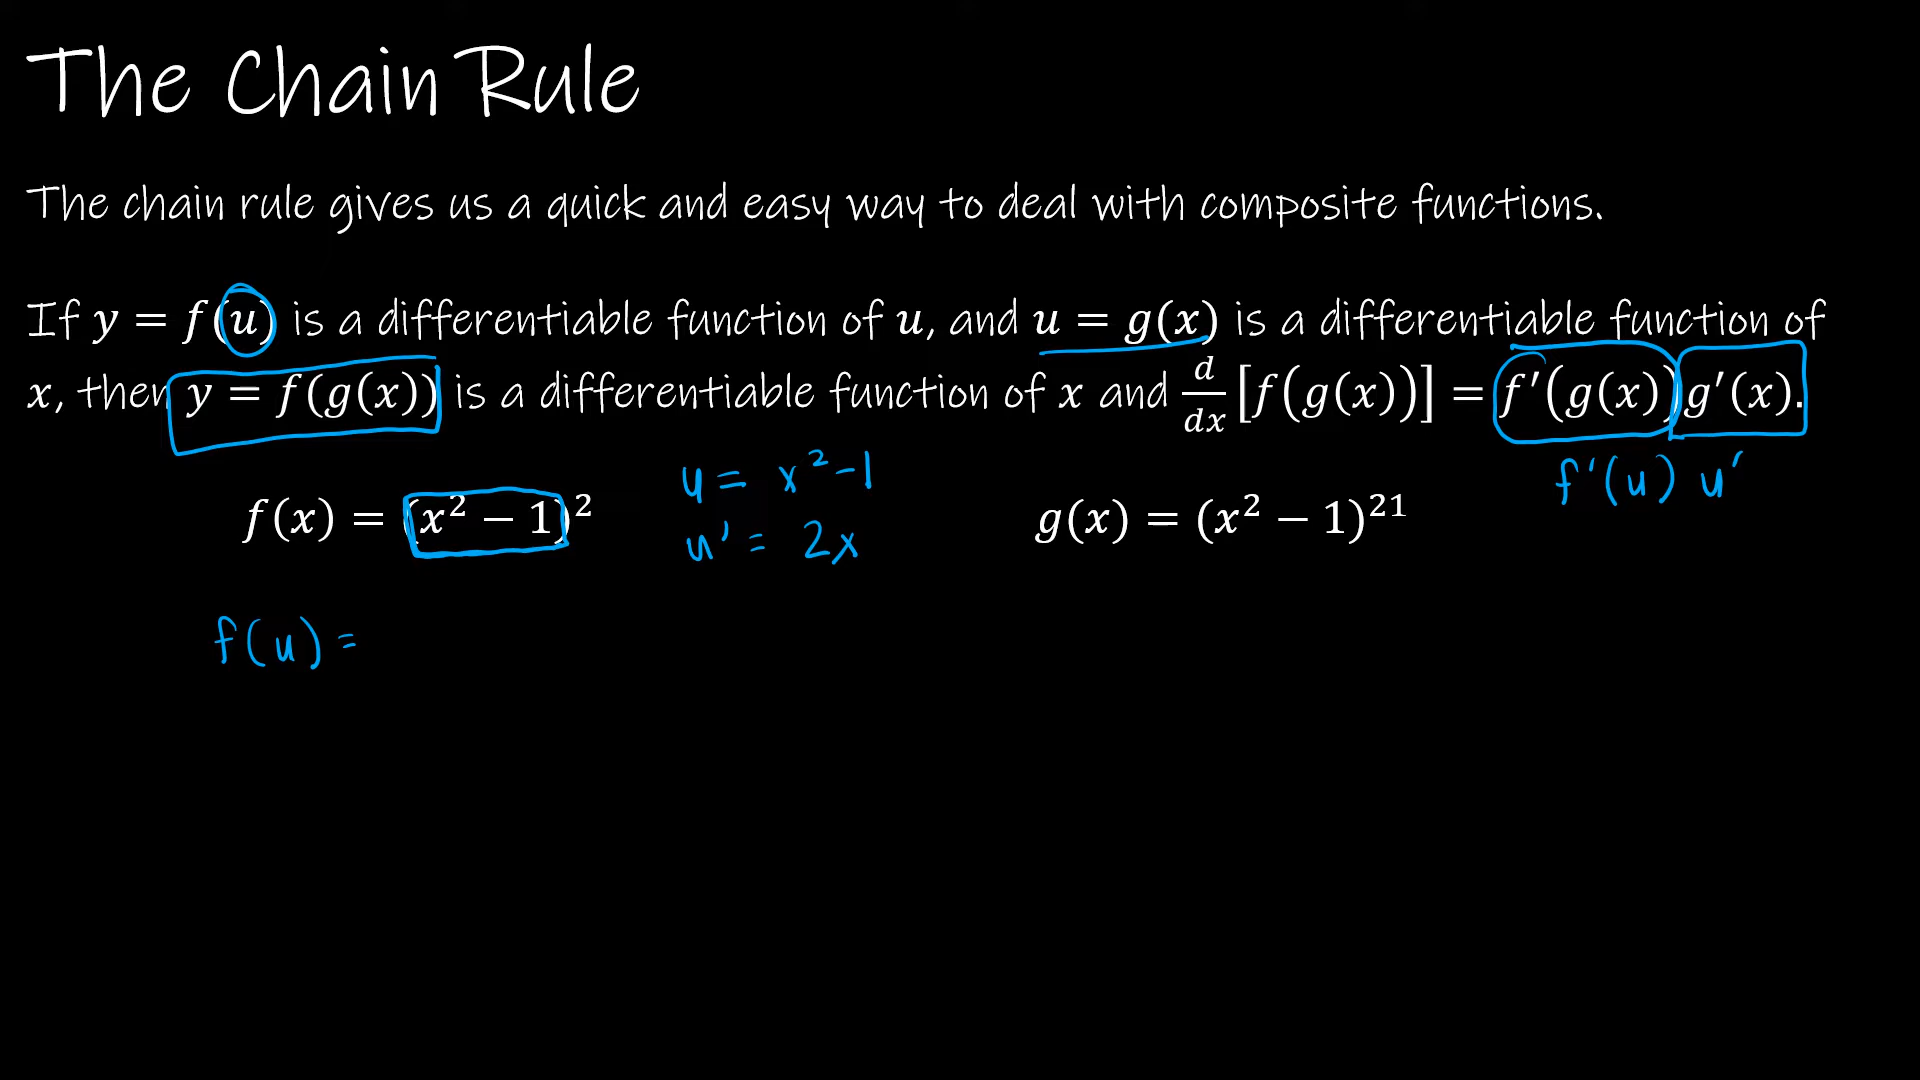 The Chain Rule
The chain rule gives us a quick and easy way to deal with composite functions.
If y = f(u) is a differentiable function of u, and u = g(x) is a differentiable function of
x, then y = f(g(x)) is a differentiable function of x and d/dx [f(g(x))] = f′(g(x))g′(x).
f'(u) u'
f(x) = (x² − 1)²
u = x²-1
u' = 2x
g(x) = (x² − 1)²¹
f(u) =